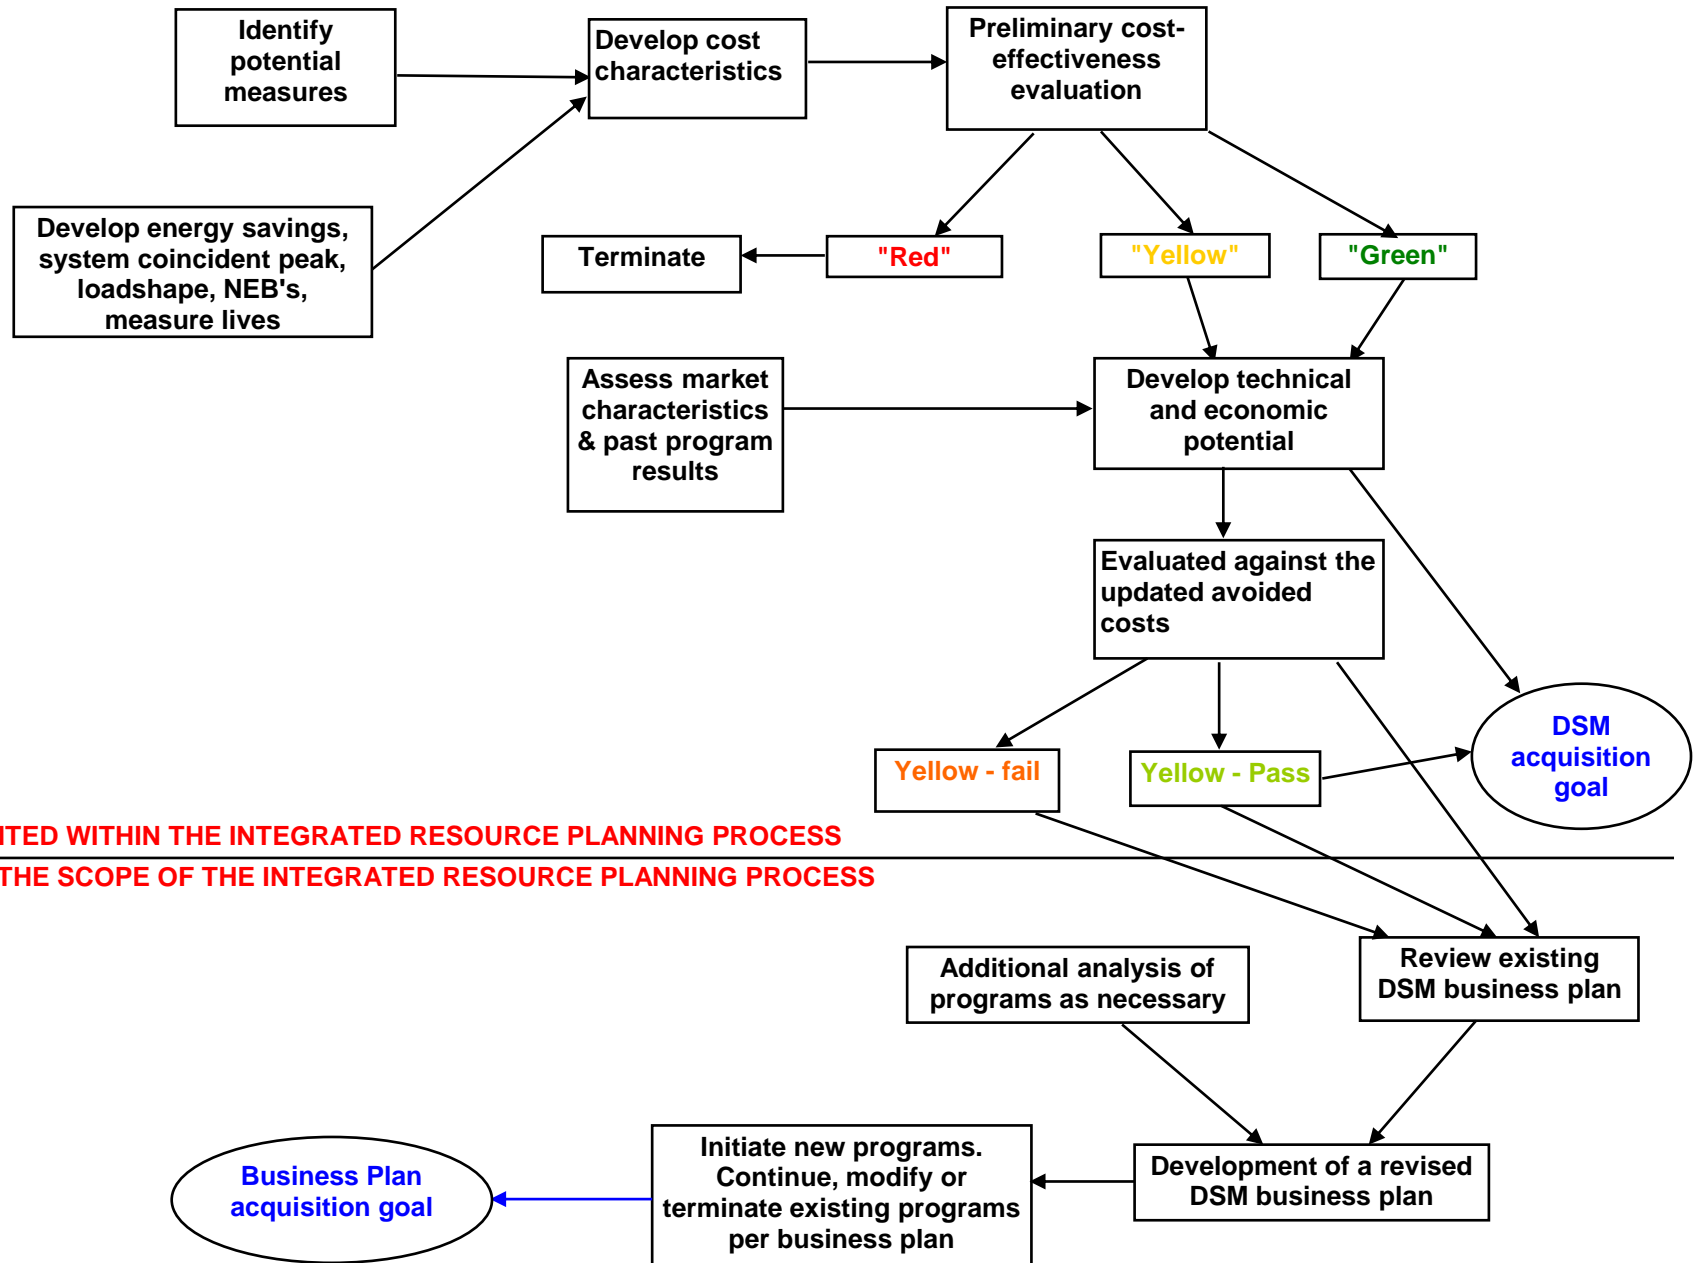 Identify
potential
measures
Develop cost
characteristics
Preliminary cost-
effectiveness
evaluation
Develop energy savings,
system coincident peak,
loadshape, NEB's,
measure lives
Terminate
"Red"
"Yellow"
"Green"
Assess market
characteristics
& past program
results
Develop technical
and economic
potential
Evaluated against the
updated avoided
costs
DSM
acquisition
goal
Yellow - fail
Yellow - Pass
WITHIN THE INTEGRATED RESOURCE PLANNING PROCESS
THE SCOPE OF THE INTEGRATED RESOURCE PLANNING PROCESS
Additional analysis of
programs as necessary
Review existing
DSM business plan
Business Plan
acquisition goal
Initiate new programs.
Continue, modify or
terminate existing programs
per business plan
Development of a revised
DSM business plan